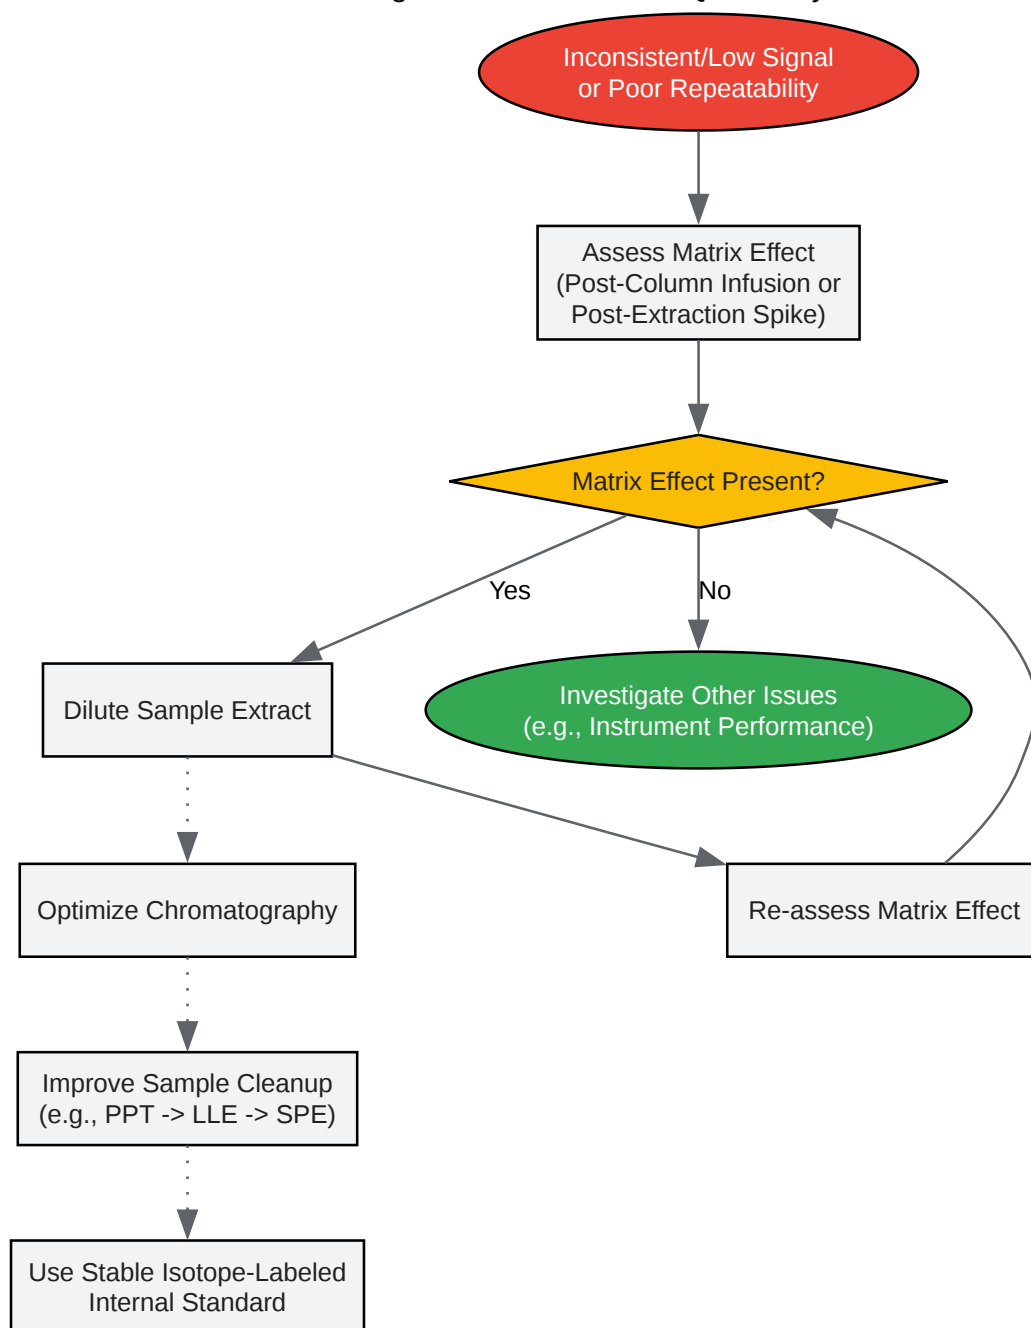 Inconsistent/Low Signal
or Poor Repeatability
Assess Matrix Effect
(Post-Column Infusion or
Post-Extraction Spike)
Matrix Effect Present?
Yes
No
Dilute Sample Extract
Investigate Other Issues
(e.g., Instrument Performance)
Optimize Chromatography
Re-assess Matrix Effect
Improve Sample Cleanup
(e.g., PPT -> LLE -> SPE)
Use Stable Isotope-Labeled
Internal Standard